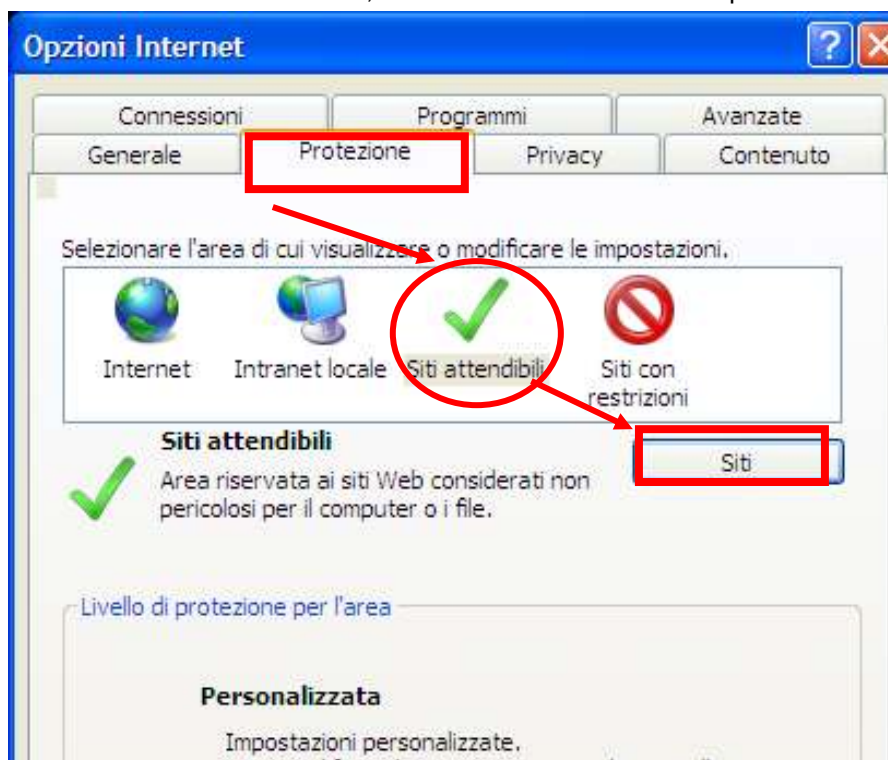 Opzioni Internet
Connessioni Programmi Avanzate
Generale Protezione Privacy Contenuto
Selezionare l'area di cui visualizzare o modificare le impostazioni.
Internet Intranet locale Siti attendibili Siti con
restrizioni
Siti attendibili
Siti
Area riservata ai siti Web considerati non
pericolosi per il computer o i file.
Livello di protezione per l'area
Personalizzata
Impostazioni personalizzate.